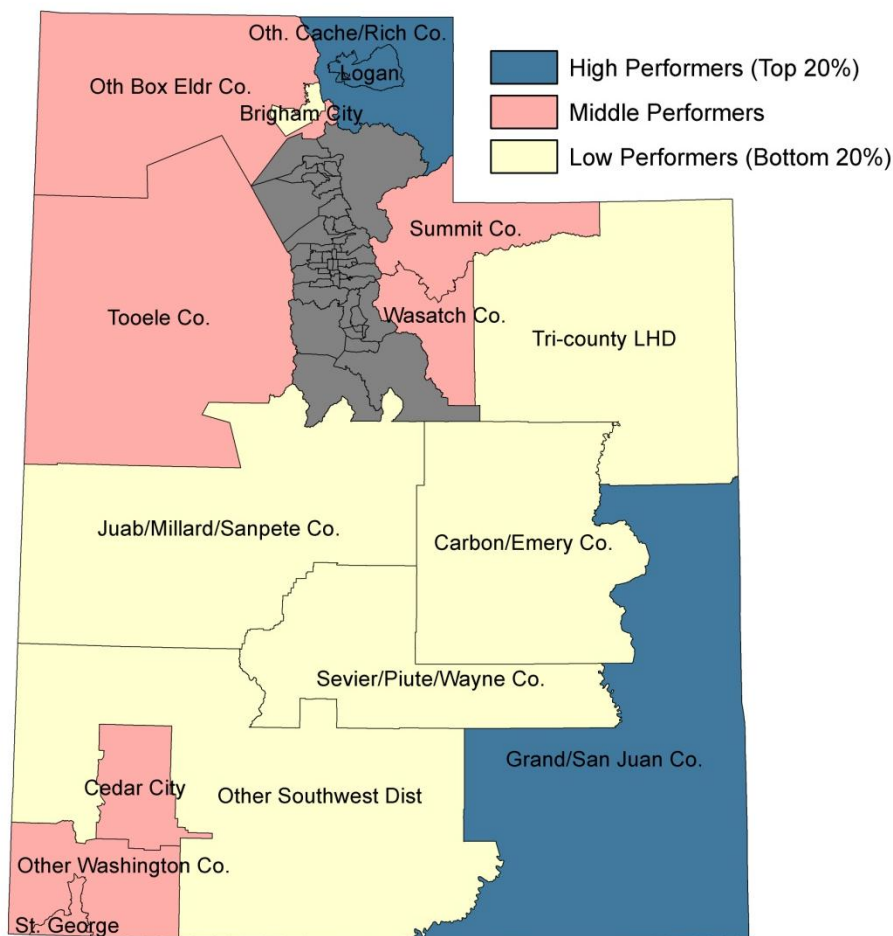 Oth. Cache/Rich Co.
Logan
High Performers (Top 20%)
Oth Box Eldr Co.
Middle Performers
Brigham City
Low Performers (Bottom 20%)
Summit Co.
Tooele Co.
Wasatch Co.
Tri-county LHD
Juab/Millard/Sanpete Co.
Carbon/Emery Co.
Sevier/Piute/Wayne Co.
Grand/San Juan Co.
Cedar City
Other Southwest Dist
Other Washington Co.
St. George